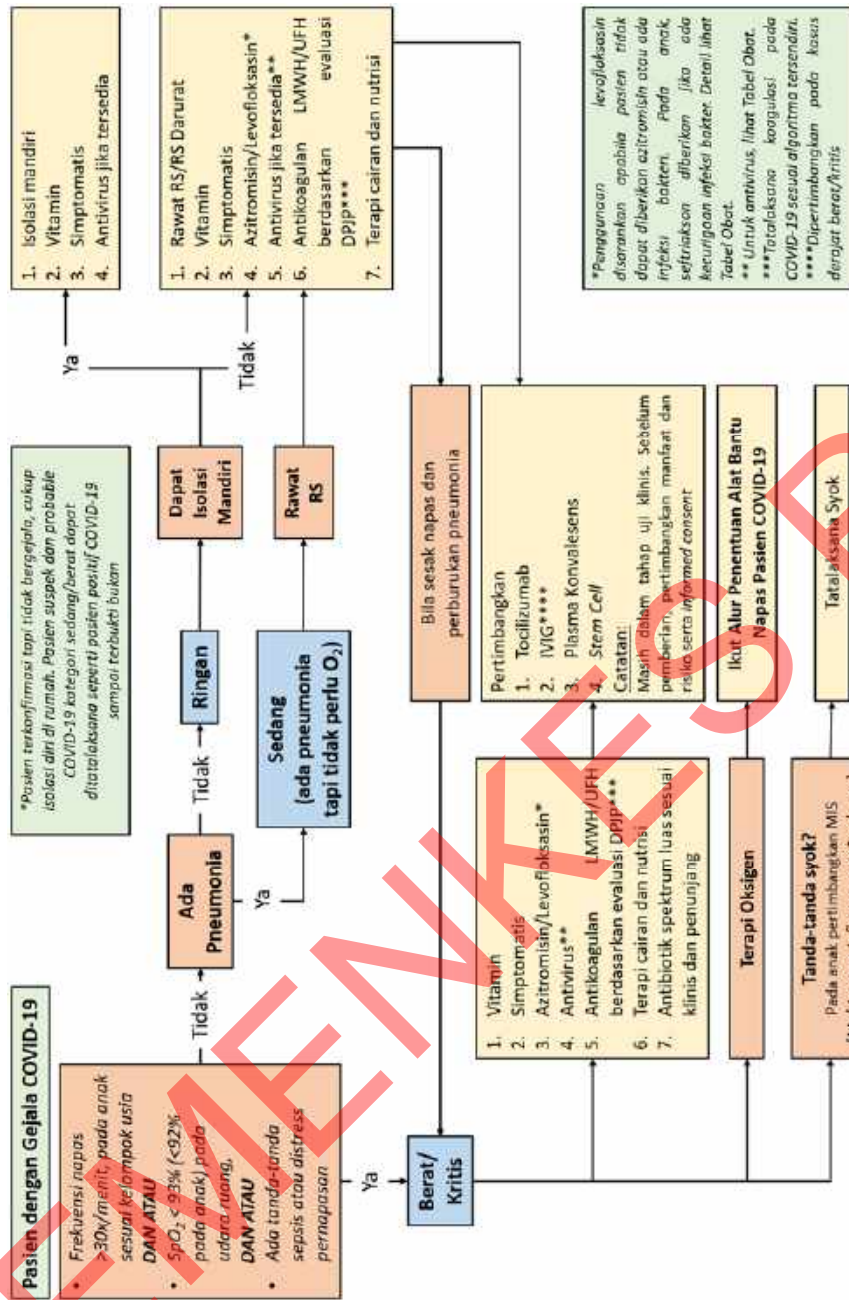 Pasien dengan Gejala COVID-19
• Frekuensi napas
>30x/menit, pada anak
sesuai kelompok usia
DAN ATAU
• SpO2 < 93% (<92%
pada anak) pada
udara ruang,
DAN ATAU
• Ada tanda-tanda
sepsis atau distress
pernapasan
Tidak
Ya
Ada
Pneumonia
Tidak
Ya
*Pasien terkonfirmasi tapi tidak bergejala, cukup
isolasi diri di rumah. Pasien suspek dan probable
COVID-19 kategori sedang/berat dapat
ditatalaksana seperti pasien positif COVID-19
sampai terbukti bukan
Ringan
Sedang
(ada pneumonia
tapi tidak perlu O2)
Dapat
Isolasi
Mandiri
Rawat
RS
Ya
Tidak
1. Isolasi mandiri
2. Vitamin
3. Simptomatis
4. Antivirus jika tersedia
1. Rawat RS/RS Darurat
2. Vitamin
3. Simptomatis
4. Azitromisin/Levofloksasin*
5. Antivirus jika tersedia**
6. Antikoagulan LMWH/UFH
berdasarkan evaluasi
DPJP***
7. Terapi cairan dan nutrisi
Berat/
Kritis
Bila sesak napas dan
perburukan pneumonia
1. Vitamin
2. Simptomatis
3. Azitromisin/Levofloksasin*
4. Antivirus**
5. Antikoagulan LMWH/UFH
berdasarkan evaluasi DPJP***
6. Terapi cairan dan nutrisi
7. Antibiotik spektrum luas sesuai
klinis dan penunjang
Pertimbangkan
1. Tocilizumab
2. IVIG****
3. Plasma Konvalesens
4. Stem Cell
Catatan:
Masih dalam tahap uji klinis. Sebelum
pemberian, pertimbangkan manfaat dan
risiko serta informed consent
Terapi Oksigen
Ikut Alur Penentuan Alat Bantu
Napas Pasien COVID-19
Tanda-tanda syok?
Pada anak pertimbangkan MIS
Tatalaksana Syok
*Penggunaan levofloksasin
disarankan apabila pasien tidak
dapat diberikan azitromisin atau ada
infeksi bakteri. Pada anak,
seftriakson diberikan jika ada
kecurigaan infeksi bakter. Detail lihat
Tabel Obat.
** Untuk antivirus, lihat Tabel Obat.
***Tatalaksana koagulasi pada
COVID-19 sesuai algoritma tersendiri.
****Dipertimbangkan pada kasus
derajat berat/kritis
EMENKES R